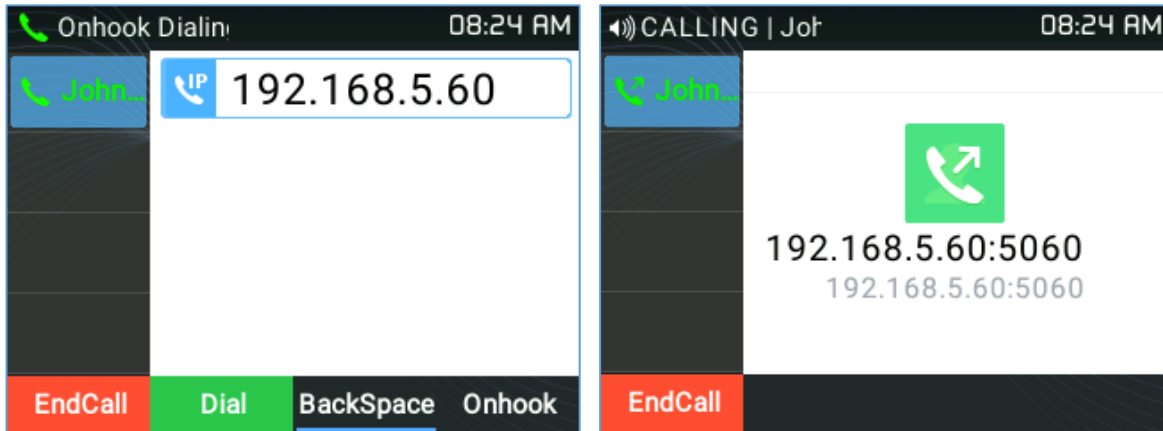 Onhook Dialing 08:24 AM
John...
IP 192.168.5.60
EndCall Dial BackSpace Onhook
CALLING | Joh 08:24 AM
John...
192.168.5.60:5060
192.168.5.60:5060
EndCall